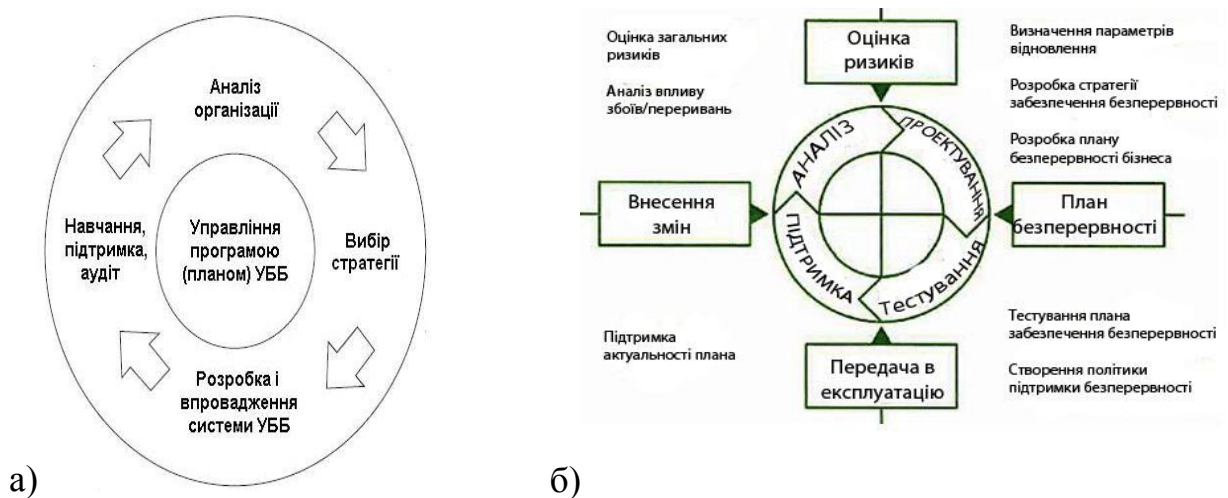 Аналіз
організації
Навчання,
підтримка,
аудіт
Управління
програмою
(планом) УББ
Вибір
стратегії
Розробка і
впровадження
системи УББ
а)
Оцінка загальних
ризиків
Аналіз впливу
збоїв/переривань
Оцінка
ризиків
Визначення параметрів
відновлення
Розробка стратегії
забезпечення безперервності
Розробка плану
безперервності бізнеса
АНАЛІЗ
ПРОЕКТУВАННЯ
Внесення
змін
План
безперервності
ПІДТРИМКА
Тестування
Підтримка
актуальності плана
Передача в
експлуатацію
Тестування плана
забезпечення безперервності
Створення політики
підтримки безперервності
б)